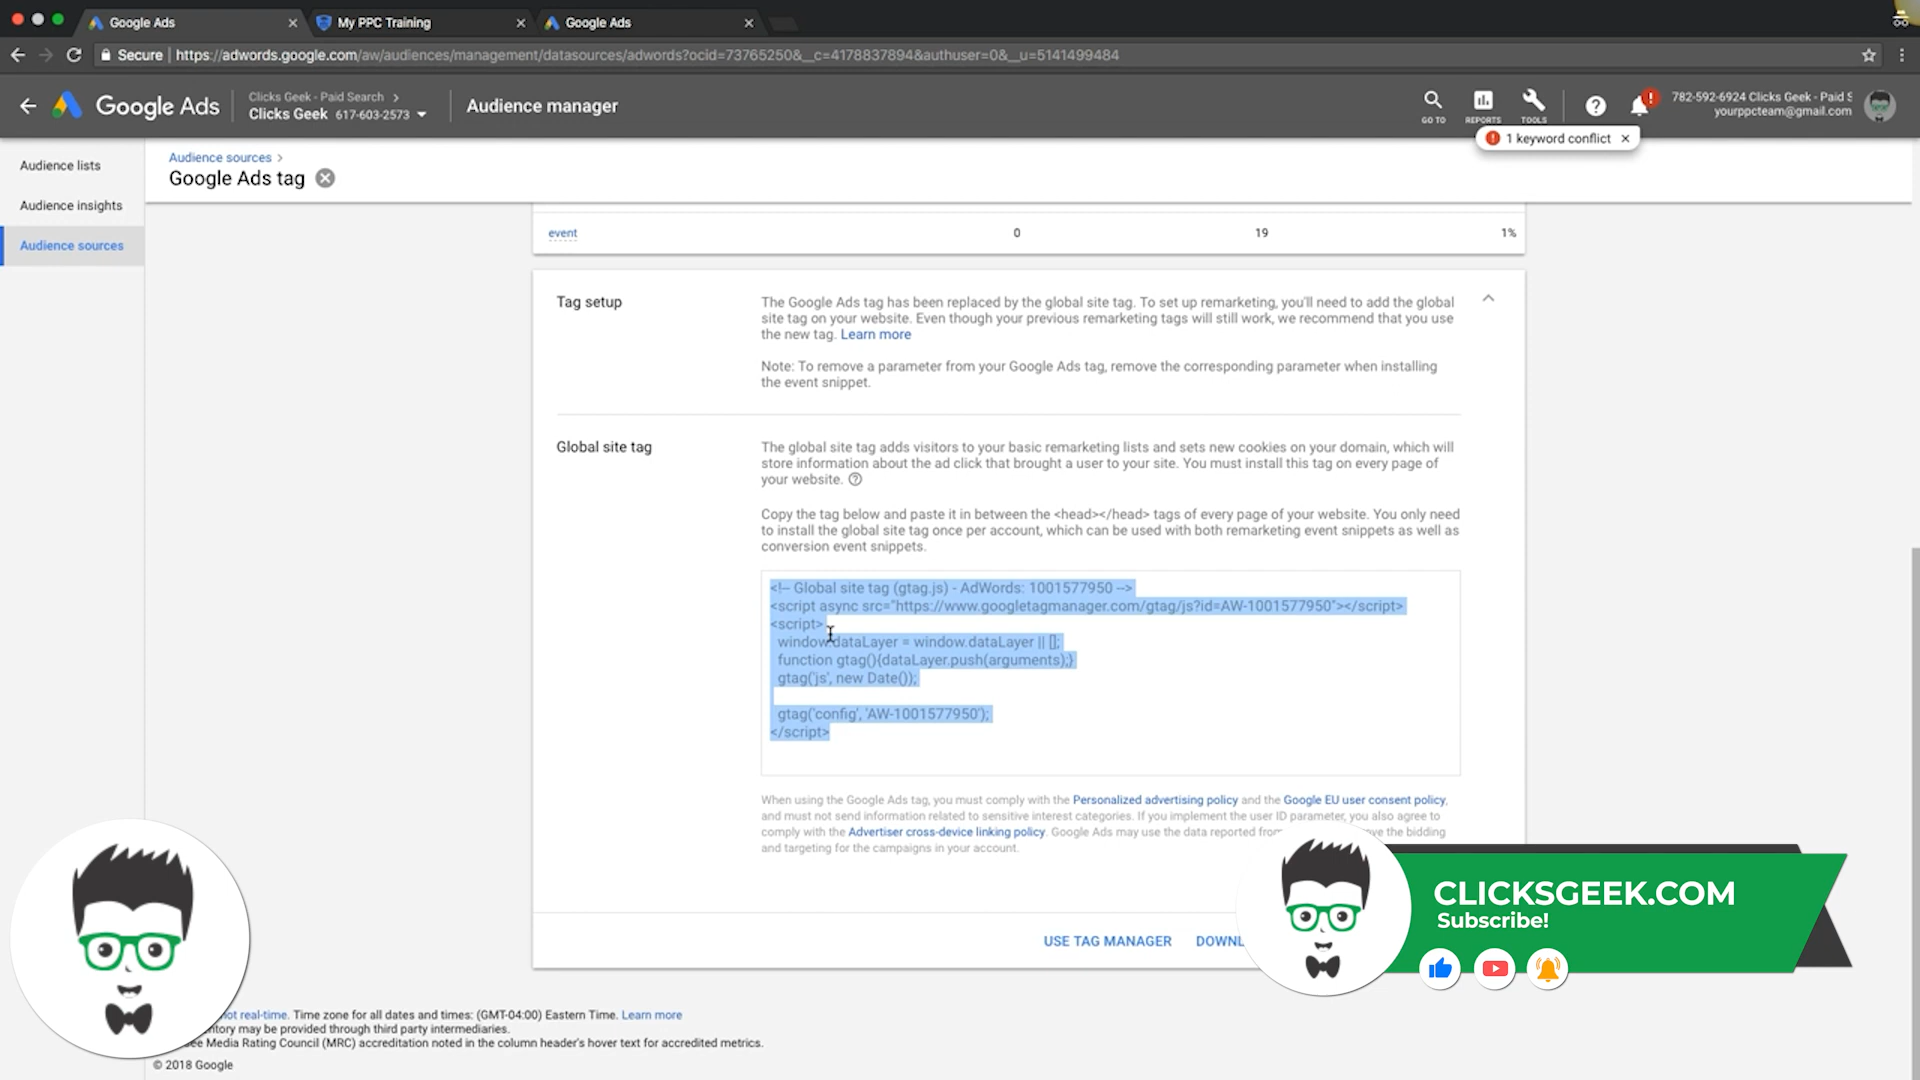 Google Ads
My PPC Training
Google Ads
Secure https://adwords.google.com/aw/audiences/management/datasources/adwords?ocid=73765250&__c=4178837894&authuser=0&__u=5141499484
Google Ads
Clicks Geek - Paid Search >
Clicks Geek 617-603-2573
Audience manager
GO TO
REPORTS
TOOLS
782-592-6924 Clicks Geek - Paid S
yourppcteam@gmail.com
1 keyword conflict
Audience lists
Audience insights
Audience sources
Audience sources >
Google Ads tag
event 0 19 1%
Tag setup
The Google Ads tag has been replaced by the global site tag. To set up remarketing, you'll need to add the global
site tag on your website. Even though your previous remarketing tags will still work, we recommend that you use
the new tag. Learn more
Note: To remove a parameter from your Google Ads tag, remove the corresponding parameter when installing
the event snippet.
Global site tag
The global site tag adds visitors to your basic remarketing lists and sets new cookies on your domain, which will
store information about the ad click that brought a user to your site. You must install this tag on every page of
your website.
Copy the tag below and paste it in between the <head></head> tags of every page of your website. You only need
to install the global site tag once per account, which can be used with both remarketing event snippets as well as
conversion event snippets.
<!-- Global site tag (gtag.js) - AdWords: 1001577950 -->
<script async src="https://www.googletagmanager.com/gtag/js?id=AW-1001577950"></script>
<script>
window.dataLayer = window.dataLayer || [];
function gtag(){dataLayer.push(arguments);}
gtag('js', new Date());
gtag('config', 'AW-1001577950');
</script>
When using the Google Ads tag, you must comply with the Personalized advertising policy and the Google EU user consent policy,
and must not send information related to sensitive interest categories. If you implement the user ID parameter, you also agree to
comply with the Advertiser cross-device linking policy. Google Ads may use the data reported from ve the bidding
and targeting for the campaigns in your account.
USE TAG MANAGER
DOWNL
CLICKSGEEK.COM
Subscribe!
not real-time. Time zone for all dates and times: (GMT-04:00) Eastern Time. Learn more
ntory may be provided through third party intermediaries.
ee Media Rating Council (MRC) accreditation noted in the column header's hover text for accredited metrics.
© 2018 Google